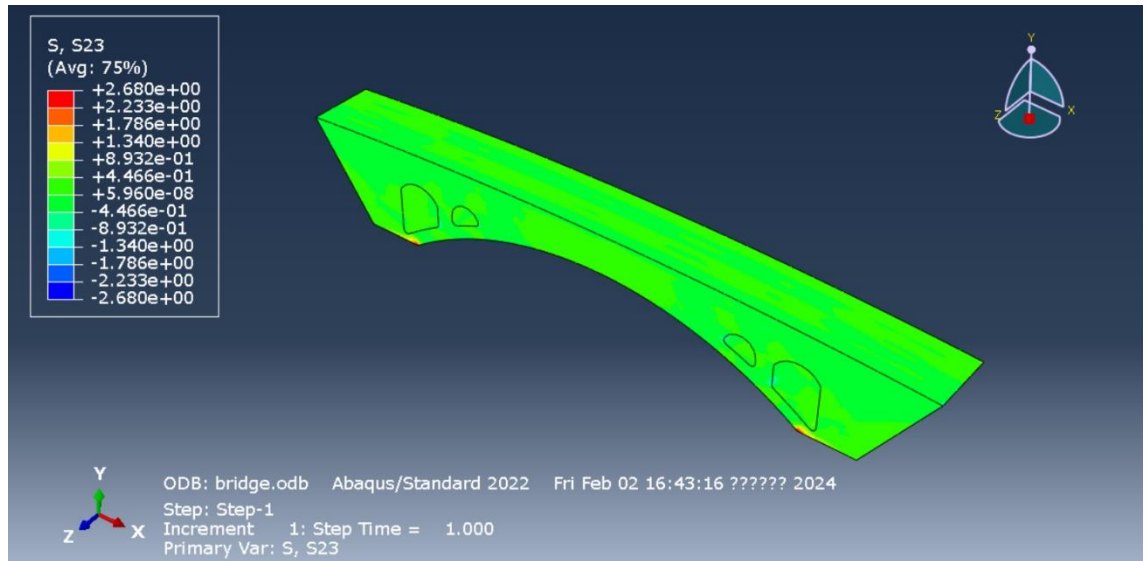 S, S23
(Avg: 75%)
+2.680e+00
+2.233e+00
+1.786e+00
+1.340e+00
+8.932e-01
+4.466e-01
+5.960e-08
-4.466e-01
-8.932e-01
-1.340e+00
-1.786e+00
-2.233e+00
-2.680e+00
Y
Z
X
Y
Z
X
ODB: bridge.odb Abaqus/Standard 2022 Fri Feb 02 16:43:16 ?????? 2024
Step: Step-1
Increment 1: Step Time = 1.000
Primary Var: S, S23